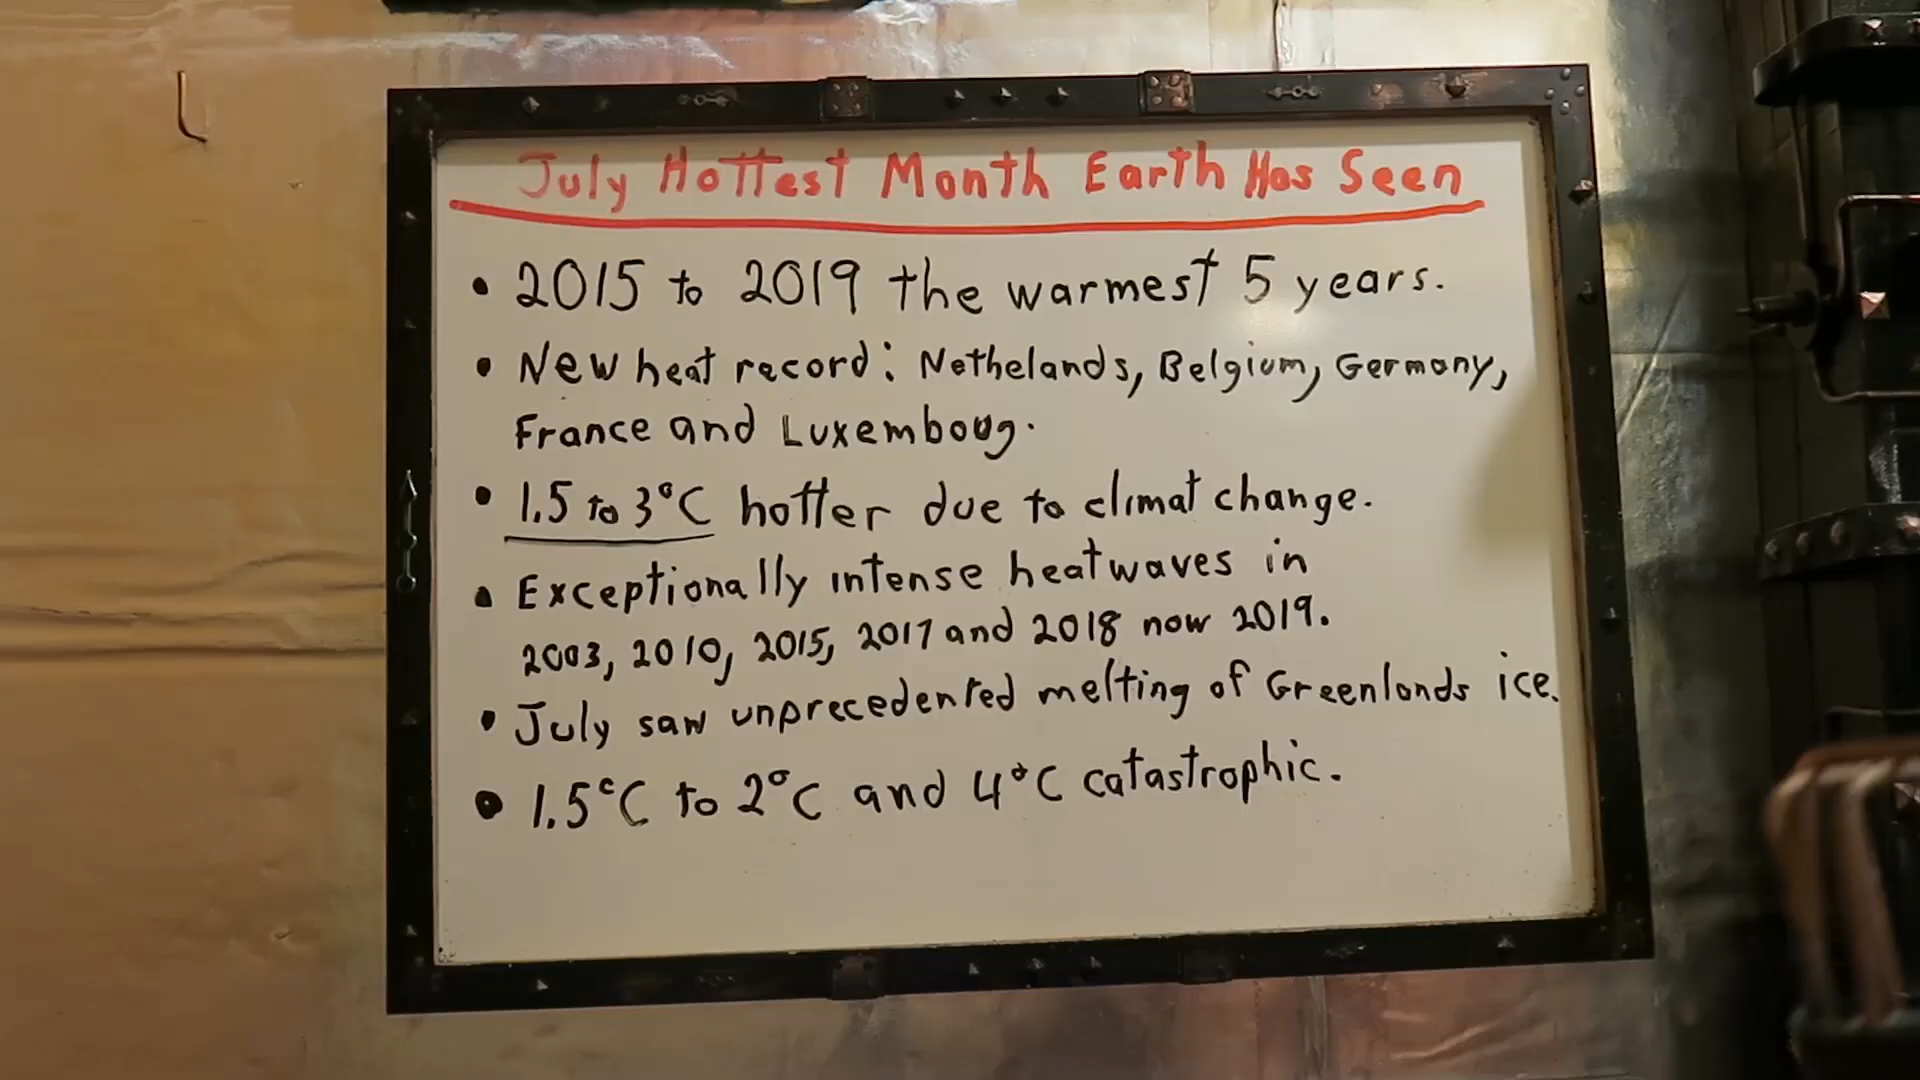 July Hottest Month Earth Has Seen
• 2015 to 2019 the warmest 5 years.
• New heat record: Nethelands, Belgium, Germany,
France and Luxemboug.
• 1.5 to 3°C hotter due to climat change.
• Exceptionally intense heatwaves in
2003, 2010, 2015, 2017 and 2018 now 2019.
• July saw unprecedented melting of Greenlands ice.
• 1.5°C to 2°C and 4°C catastrophic.